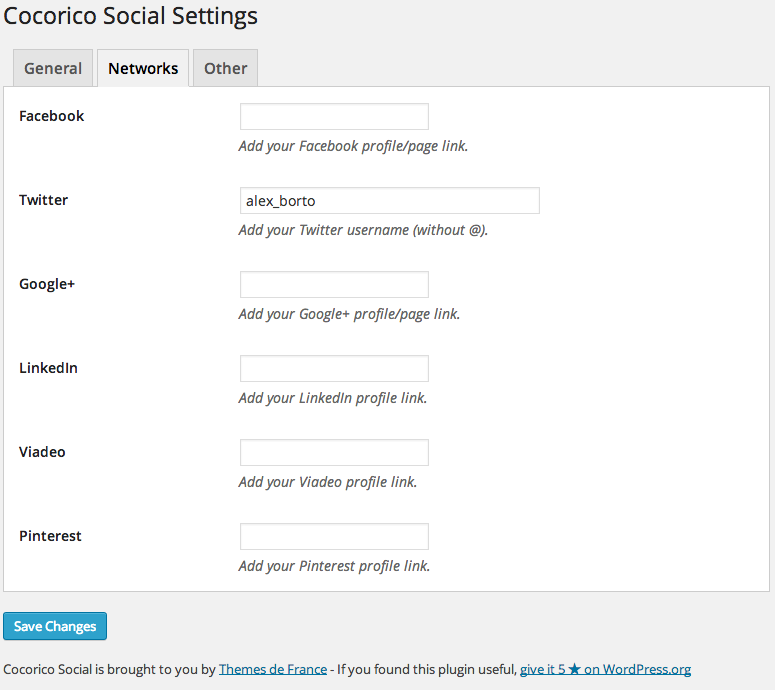 Cocorico Social Settings
General Networks Other
Facebook
Add your Facebook profile/page link.
Twitter alex_borto
Add your Twitter username (without @).
Google+
Add your Google+ profile/page link.
LinkedIn
Add your LinkedIn profile link.
Viadeo
Add your Viadeo profile link.
Pinterest
Add your Pinterest profile link.
Save Changes
Cocorico Social is brought to you by Themes de France - If you found this plugin useful, give it 5 ★ on WordPress.org